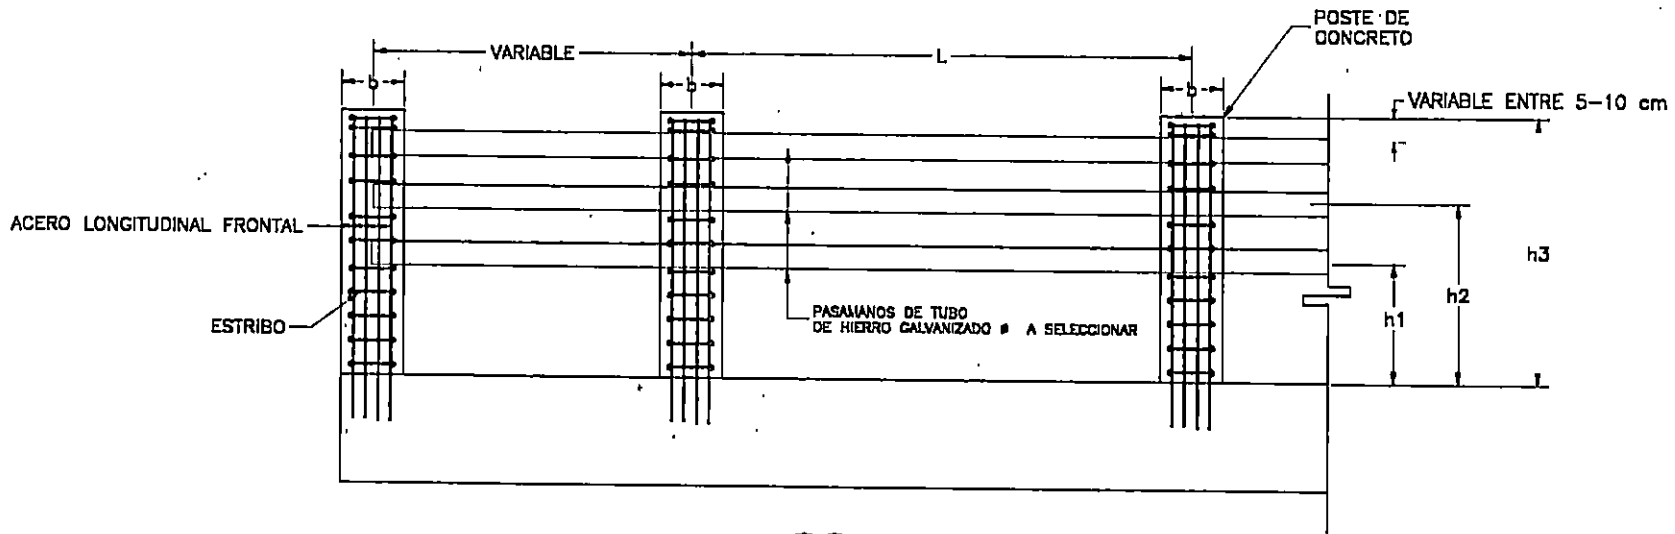 POSTE DE
CONCRETO
VARIABLE
L
b
b
b
VARIABLE ENTRE 5-10 cm
ACERO LONGITUDINAL FRONTAL
h3
h2
h1
ESTRIBO
PASAMANOS DE TUBO
DE HIERRO GALVANIZADO ø A SELECCIONAR